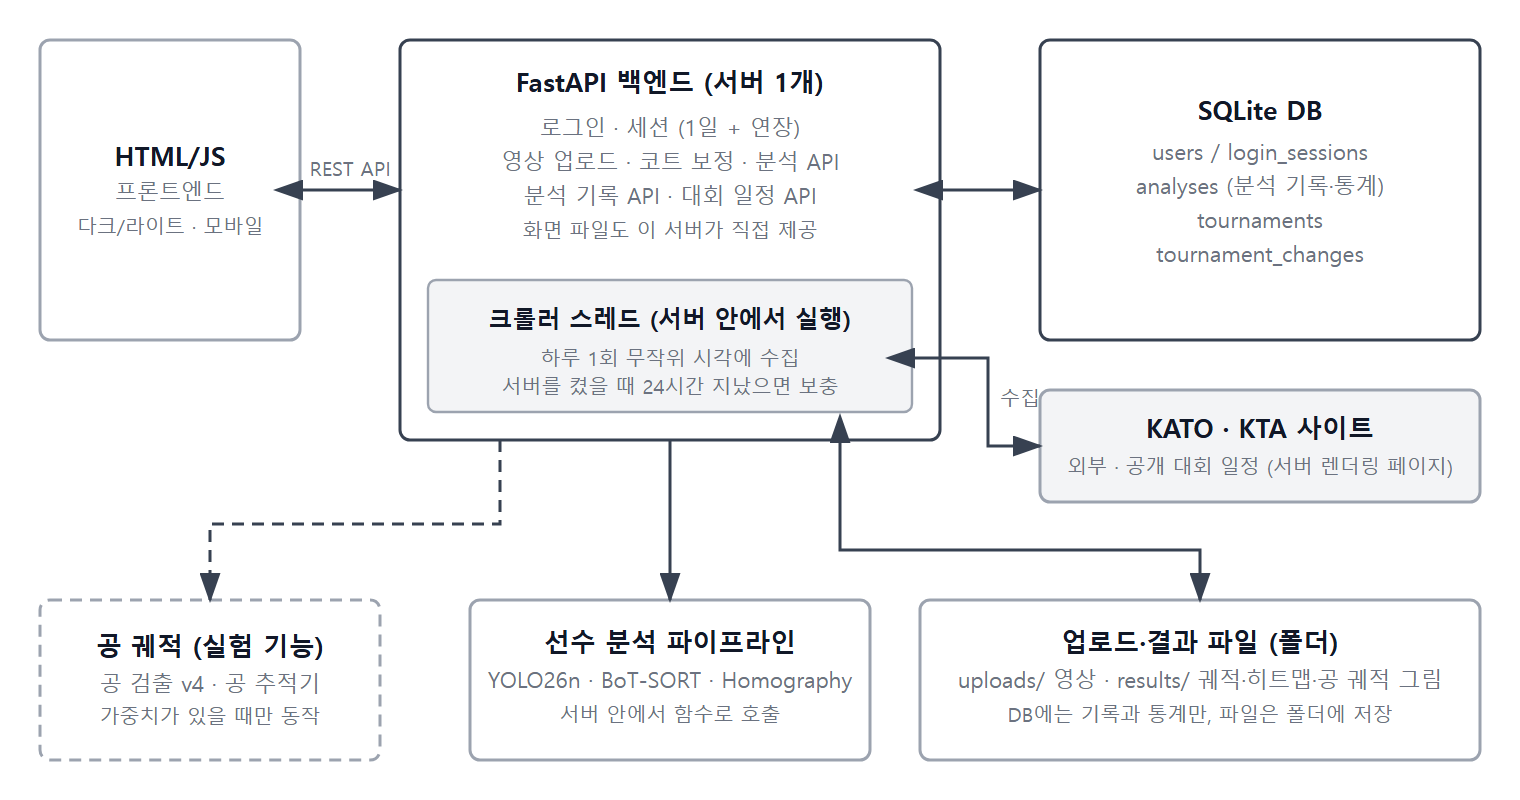 HTML/JS
프론트엔드
다크/라이트 · 모바일
REST API
FastAPI 백엔드 (서버 1개)
로그인 · 세션 (1일 + 연장)
영상 업로드 · 코트 보정 · 분석 API
분석 기록 API · 대회 일정 API
화면 파일도 이 서버가 직접 제공
크롤러 스레드 (서버 안에서 실행)
하루 1회 무작위 시각에 수집
서버를 켰을 때 24시간 지났으면 보충
SQLite DB
users / login_sessions
analyses (분석 기록·통계)
tournaments
tournament_changes
수집
KATO · KTA 사이트
외부 · 공개 대회 일정 (서버 렌더링 페이지)
공 궤적 (실험 기능)
공 검출 v4 · 공 추적기
가중치가 있을 때만 동작
선수 분석 파이프라인
YOLO26n · BoT-SORT · Homography
서버 안에서 함수로 호출
업로드·결과 파일 (폴더)
uploads/ 영상 · results/ 궤적·히트맵·공 궤적 그림
DB에는 기록과 통계만, 파일은 폴더에 저장